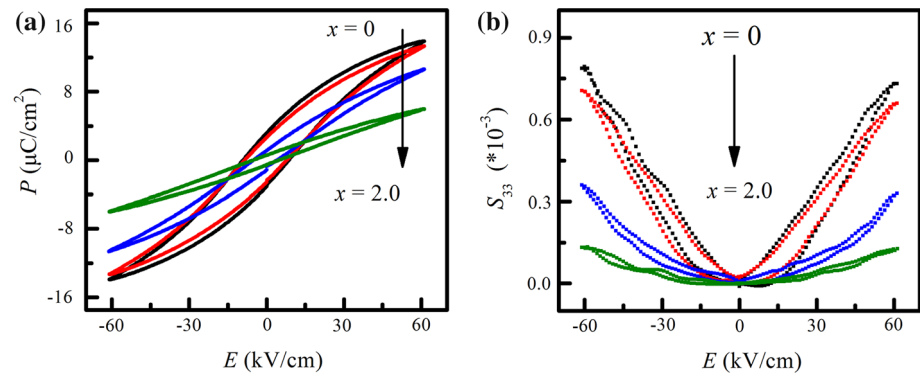 (a)
16
8
0
-8
-16
P (μC/cm²)
x = 0
x = 2.0
-60 -30 0 30 60
E (kV/cm)
(b)
0.9
0.6
0.3
0.0
S₃₃ (*10⁻³)
x = 0
x = 2.0
-60 -30 0 30 60
E (kV/cm)